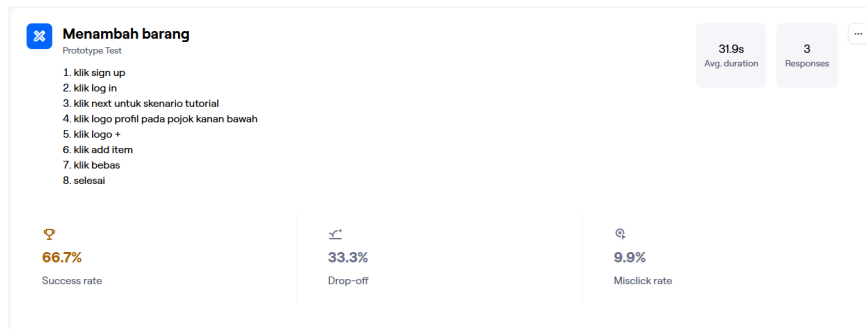 Menambah barang
Prototype Test
1. klik sign up
2. klik log in
3. klik next untuk skenario tutorial
4. klik logo profil pada pojok kanan bawah
5. klik logo +
6. klik add item
7. klik bebas
8. selesai
31.9s
Avg. duration
3
Responses
66.7%
Success rate
33.3%
Drop-off
9.9%
Misclick rate